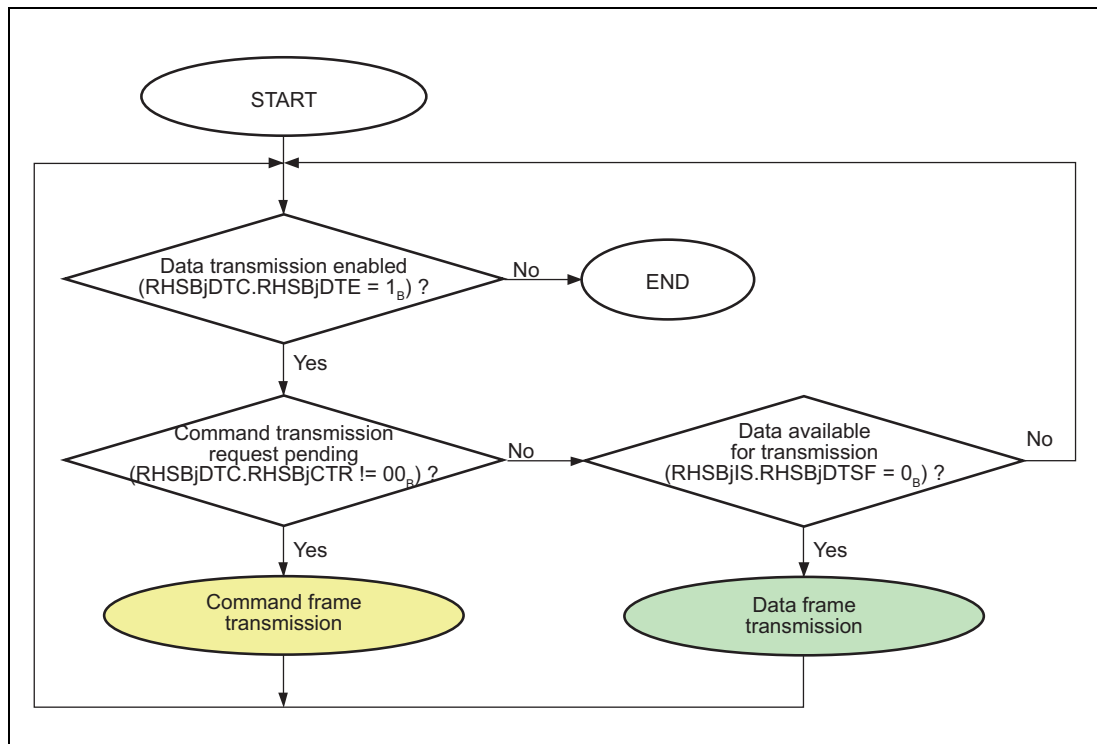 START
Data transmission enabled
(RHSBjDTC.RHSBjDTE = 1B) ?
No
END
Yes
Command transmission
request pending
(RHSBjDTC.RHSBjCTR != 00B) ?
No
Data available
for transmission
(RHSBjIS.RHSBjDTSF = 0B) ?
No
Yes
Yes
Command frame
transmission
Data frame
transmission